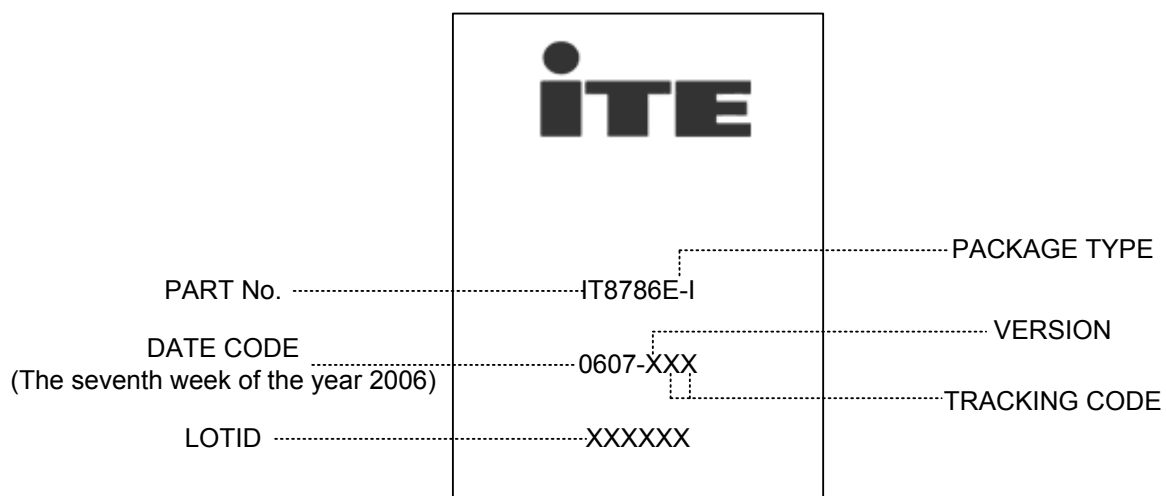 iTE
PACKAGE TYPE
PART No. IT8786E-I
VERSION
DATE CODE
0607-XXX
(The seventh week of the year 2006)
TRACKING CODE
LOTID XXXXXX